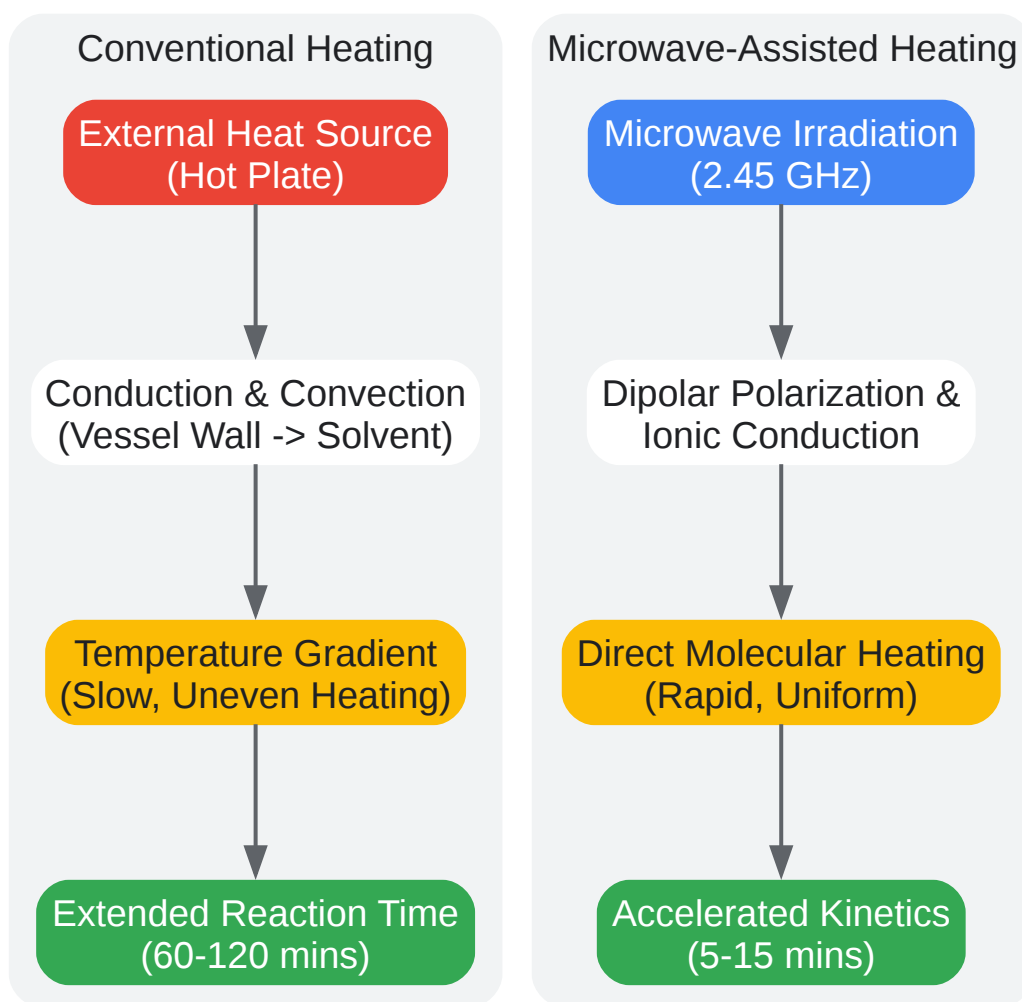 Conventional Heating
External Heat Source
(Hot Plate)
Conduction & Convection
(Vessel Wall -> Solvent)
Temperature Gradient
(Slow, Uneven Heating)
Extended Reaction Time
(60-120 mins)
Microwave-Assisted Heating
Microwave Irradiation
(2.45 GHz)
Dipolar Polarization &
Ionic Conduction
Direct Molecular Heating
(Rapid, Uniform)
Accelerated Kinetics
(5-15 mins)